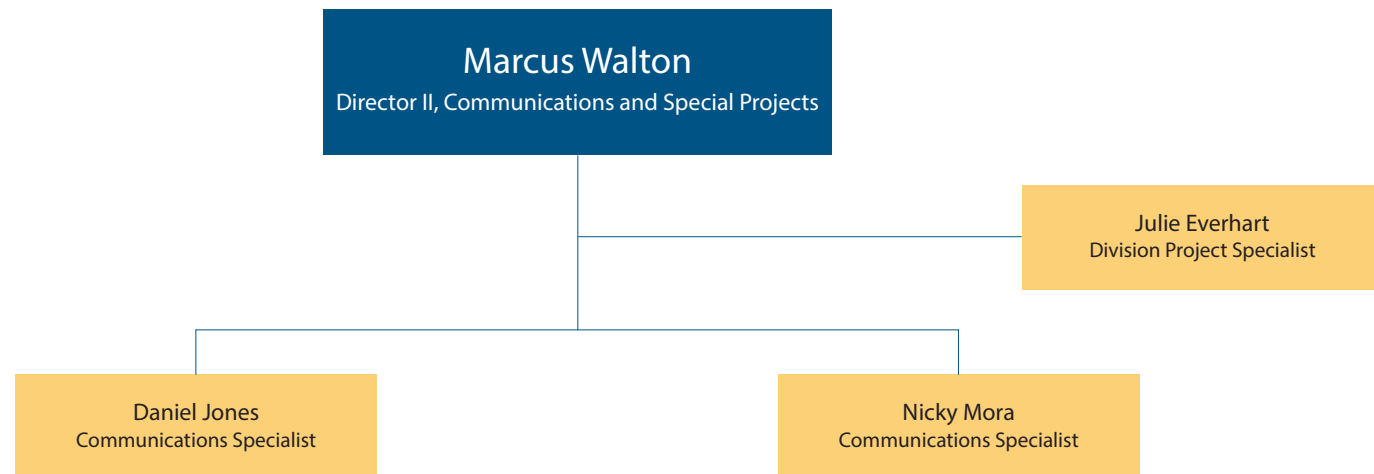 Marcus Walton
Director II, Communications and Special Projects
Julie Everhart
Division Project Specialist
Daniel Jones
Communications Specialist
Nicky Mora
Communications Specialist